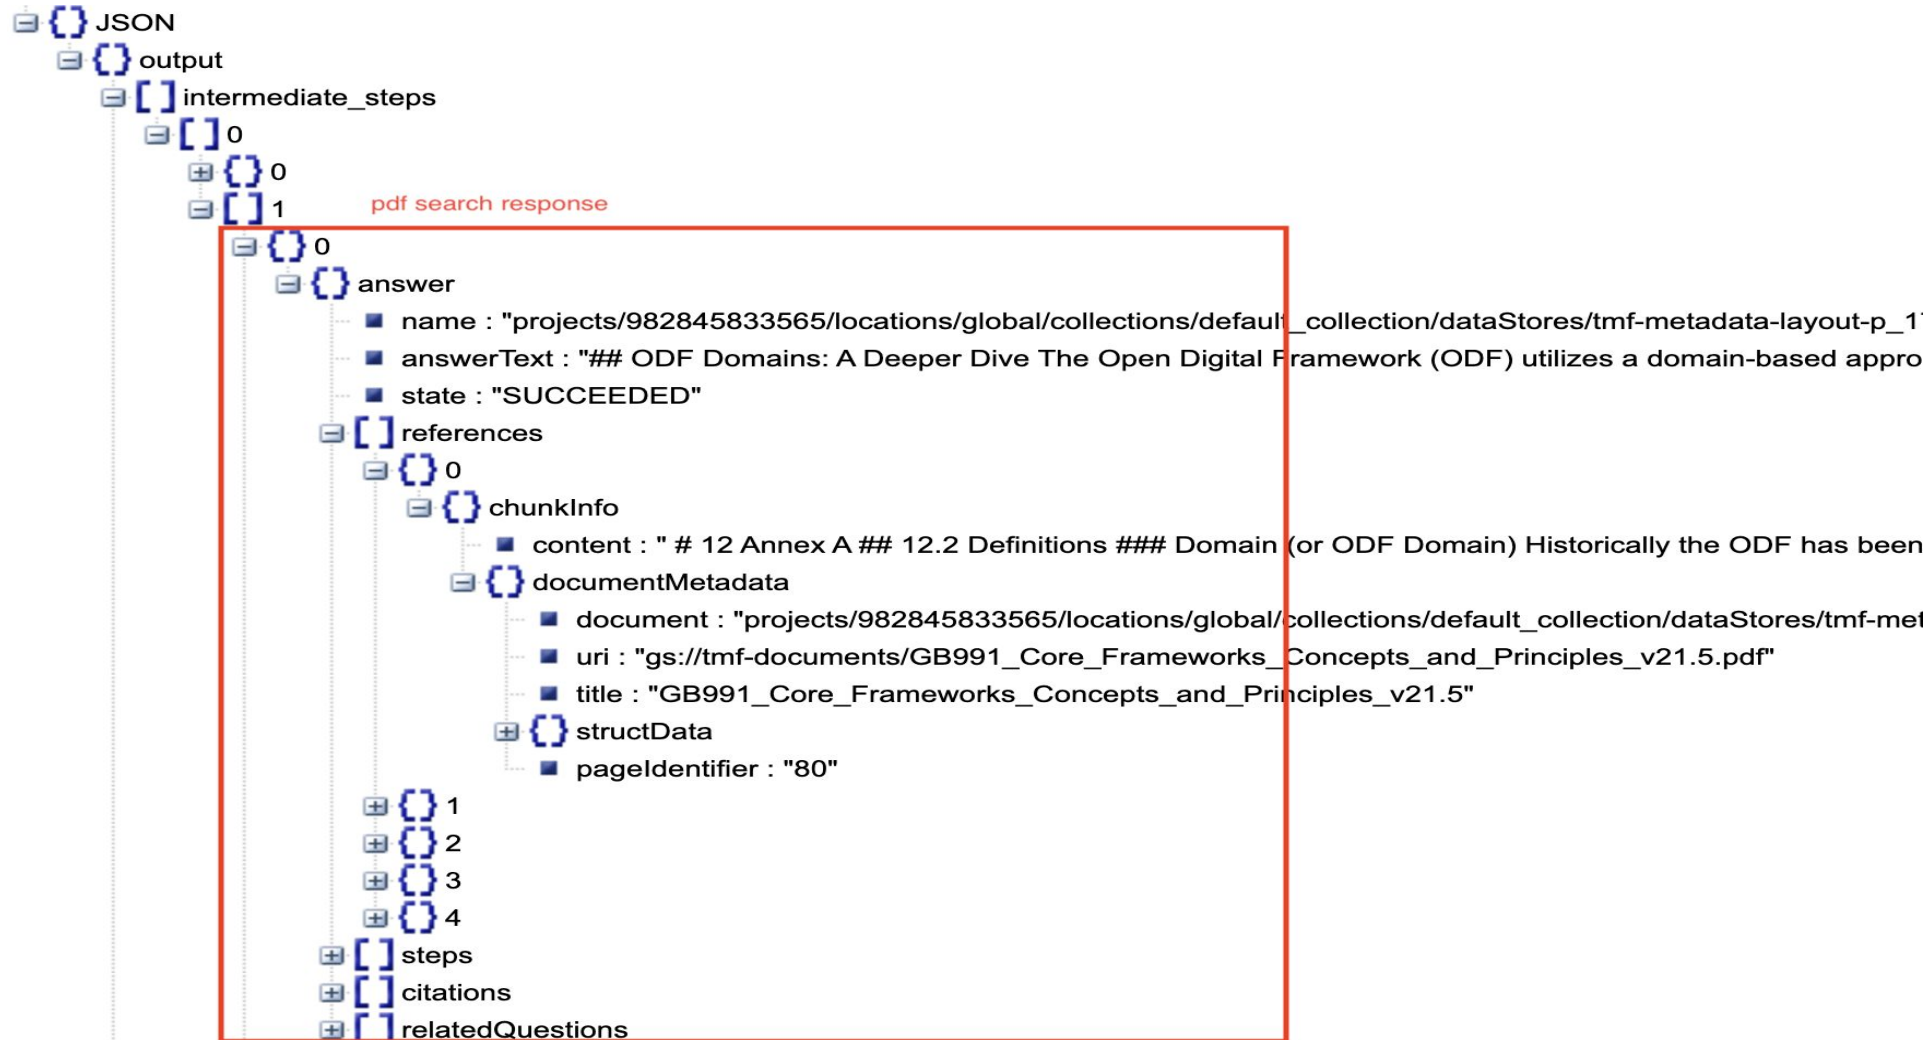 JSON
output
intermediate_steps
0
0
1 pdf search response
0
answer
name : "projects/982845833565/locations/global/collections/default_collection/dataStores/tmf-metadata-layout-p_1
answerText : "## ODF Domains: A Deeper Dive The Open Digital Framework (ODF) utilizes a domain-based appro
state : "SUCCEEDED"
references
0
chunkInfo
content : " # 12 Annex A ## 12.2 Definitions ### Domain (or ODF Domain) Historically the ODF has been
documentMetadata
document : "projects/982845833565/locations/global/collections/default_collection/dataStores/tmf-met
uri : "gs://tmf-documents/GB991_Core_Frameworks_Concepts_and_Principles_v21.5.pdf"
title : "GB991_Core_Frameworks_Concepts_and_Principles_v21.5"
structData
pageIdentifier : "80"
1
2
3
4
steps
citations
relatedQuestions